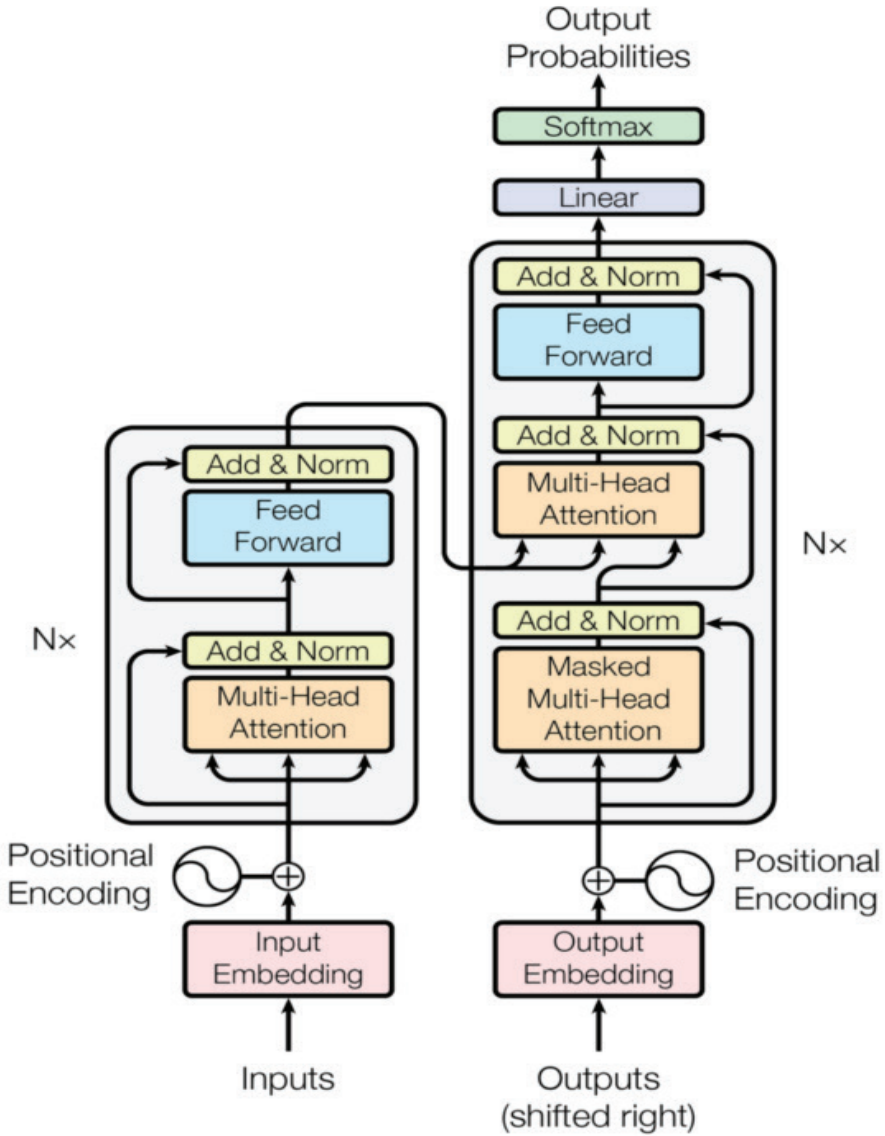 Output
Probabilities
Softmax
Linear
Add & Norm
Feed
Forward
Add & Norm
Multi-Head
Attention
Nx
Add & Norm
Masked
Multi-Head
Attention
Add & Norm
Feed
Forward
Nx
Add & Norm
Multi-Head
Attention
Positional
Encoding
Positional
Encoding
Input
Embedding
Output
Embedding
Inputs
Outputs
(shifted right)